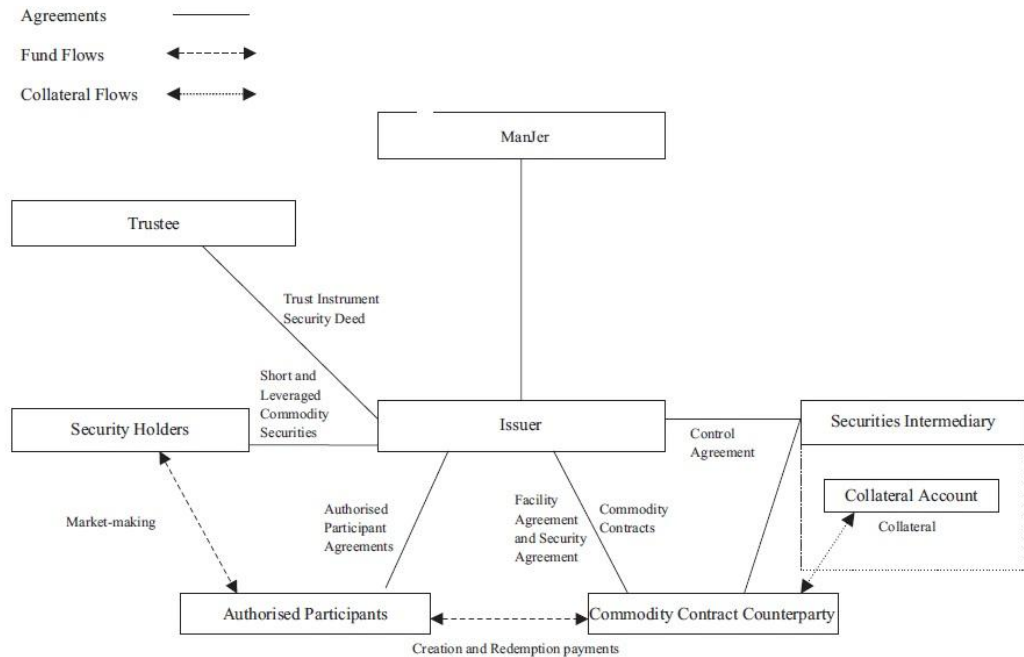 Agreements
Fund Flows
Collateral Flows
ManJer
Trustee
Trust Instrument
Security Deed
Short and
Leveraged
Commodity
Securities
Security Holders
Issuer
Control
Agreement
Securities Intermediary
Collateral Account
Collateral
Market-making
Authorised
Participant
Agreements
Facility
Agreement
and Security
Agreement
Commodity
Contracts
Authorised Participants
Commodity Contract Counterparty
Creation and Redemption payments